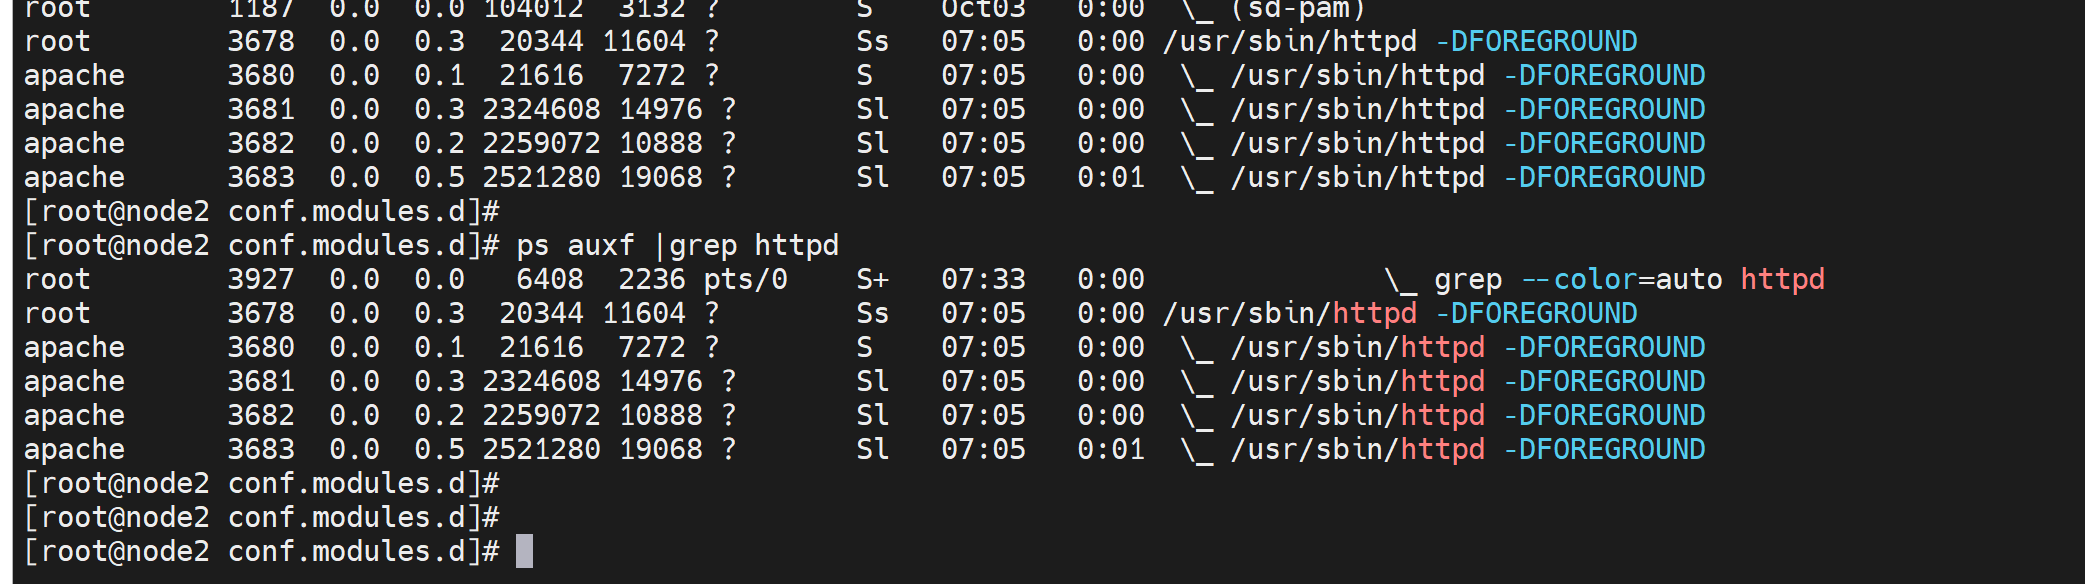 root        1187  0.0  0.0 104012  3132 ?        S    Oct03   0:00  \_ (sd-pam)
root        3678  0.0  0.3  20344 11604 ?        Ss   07:05   0:00 /usr/sbin/httpd -DFOREGROUND
apache      3680  0.0  0.1  21616  7272 ?        S    07:05   0:00  \_ /usr/sbin/httpd -DFOREGROUND
apache      3681  0.0  0.3 2324608 14976 ?       Sl   07:05   0:00  \_ /usr/sbin/httpd -DFOREGROUND
apache      3682  0.0  0.2 2259072 10888 ?       Sl   07:05   0:00  \_ /usr/sbin/httpd -DFOREGROUND
apache      3683  0.0  0.5 2521280 19068 ?       Sl   07:05   0:01  \_ /usr/sbin/httpd -DFOREGROUND
[root@node2 conf.modules.d]#
[root@node2 conf.modules.d]# ps auxf |grep httpd
root        3927  0.0  0.0   6408  2236 pts/0    S+   07:33   0:00              \_ grep --color=auto httpd
root        3678  0.0  0.3  20344 11604 ?        Ss   07:05   0:00 /usr/sbin/httpd -DFOREGROUND
apache      3680  0.0  0.1  21616  7272 ?        S    07:05   0:00  \_ /usr/sbin/httpd -DFOREGROUND
apache      3681  0.0  0.3 2324608 14976 ?       Sl   07:05   0:00  \_ /usr/sbin/httpd -DFOREGROUND
apache      3682  0.0  0.2 2259072 10888 ?       Sl   07:05   0:00  \_ /usr/sbin/httpd -DFOREGROUND
apache      3683  0.0  0.5 2521280 19068 ?       Sl   07:05   0:01  \_ /usr/sbin/httpd -DFOREGROUND
[root@node2 conf.modules.d]#
[root@node2 conf.modules.d]#
[root@node2 conf.modules.d]#